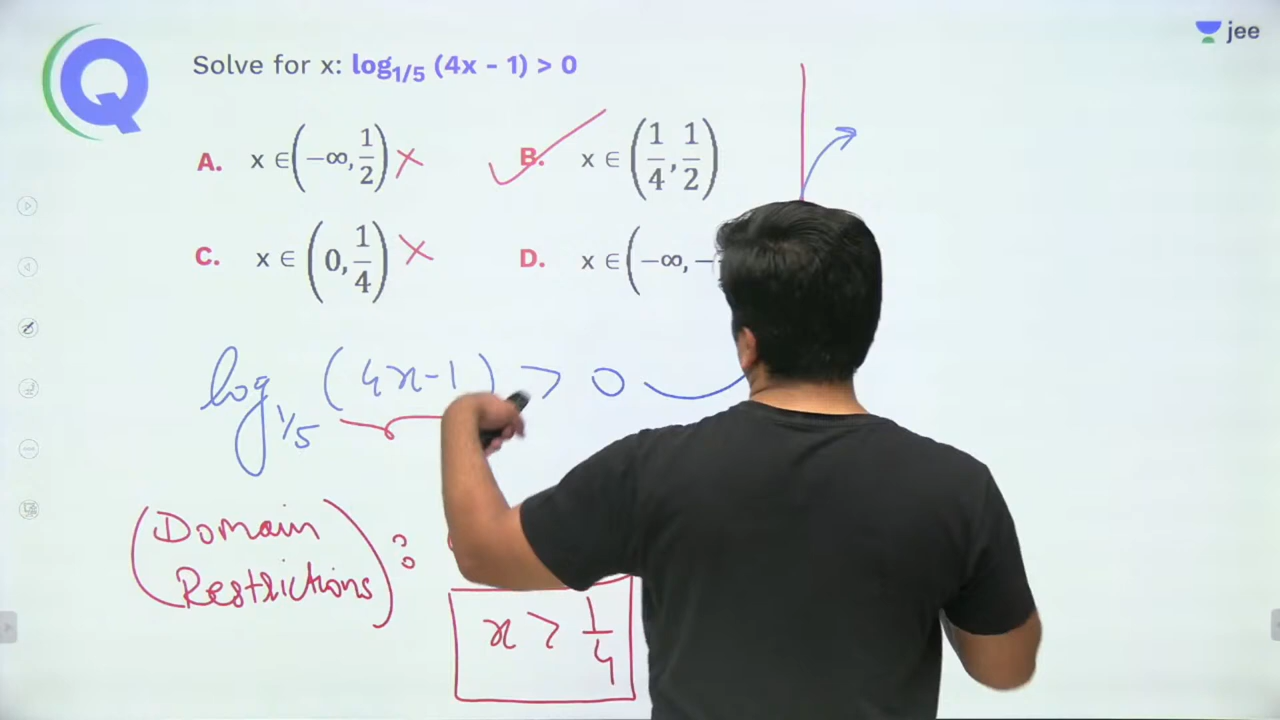 jee
Solve for x: log1/5 (4x - 1) > 0
A. x ∈ (−∞, 1/2) ×
B. x ∈ (1/4, 1/2) ✓
C. x ∈ (0, 1/4) ×
D. x ∈ (−∞, −
log1/5 (4x-1) > 0
(Domain
Restrictions) :
x > 1/4